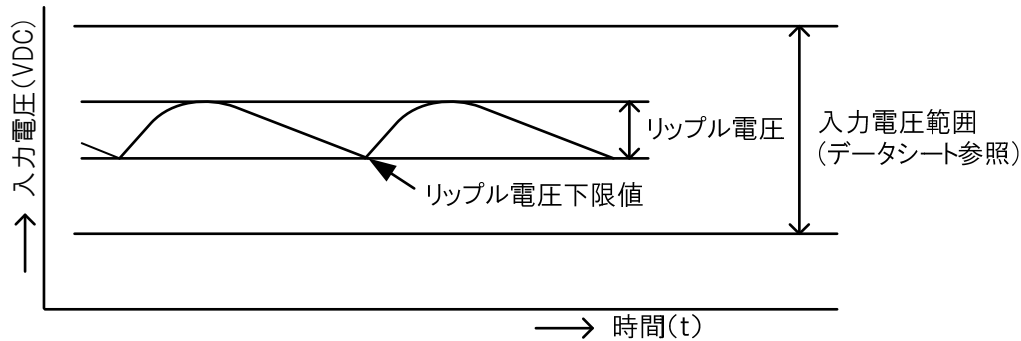 入力電圧(VDC)
リップル電圧
入力電圧範囲
(データシート参照)
リップル電圧下限値
時間(t)